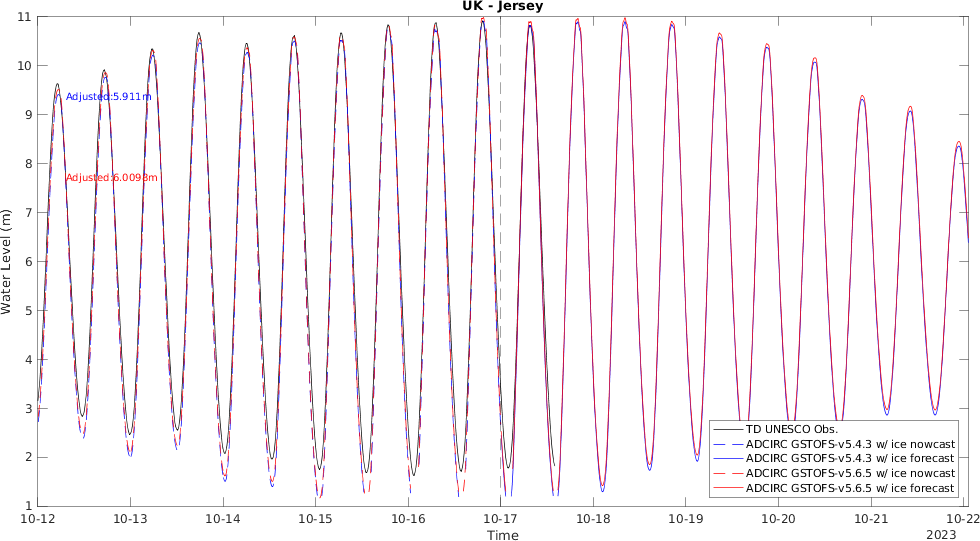 UK - Jersey
11
10
9
8
7
6
5
4
3
2
1
Water Level (m)
Adjusted:5.911m
Adjusted:6.0098m
TD UNESCO Obs.
ADCIRC GSTOFS-v5.4.3 w/ ice nowcast
ADCIRC GSTOFS-v5.4.3 w/ ice forecast
ADCIRC GSTOFS-v5.6.5 w/ ice nowcast
ADCIRC GSTOFS-v5.6.5 w/ ice forecast
10-12 10-13 10-14 10-15 10-16 10-17 10-18 10-19 10-20 10-21 10-22
Time
2023